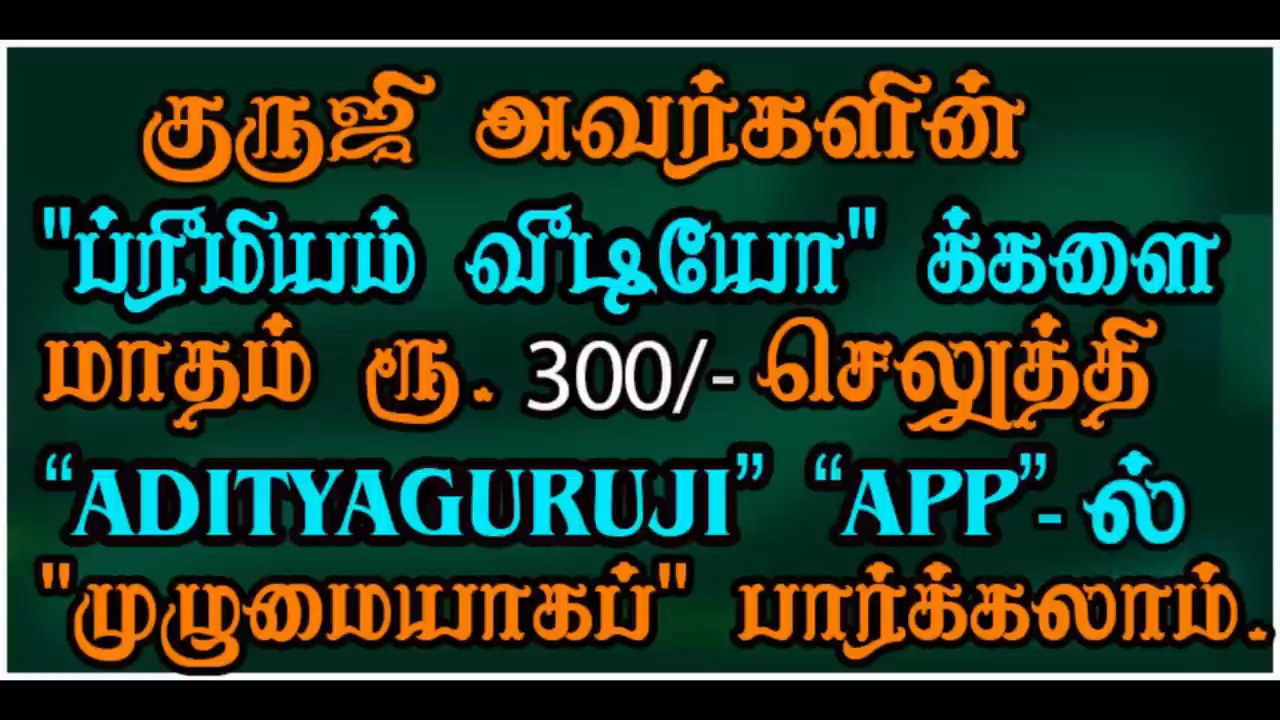 குருஜி அவர்களின்
"ப்ரீமியம் வீடியோ" க்களை
மாதம் ரூ. 300/- செலுத்தி
“ADITYAGURUJI” “APP”- ல்
"முழுமையாகப்" பார்க்கலாம்.